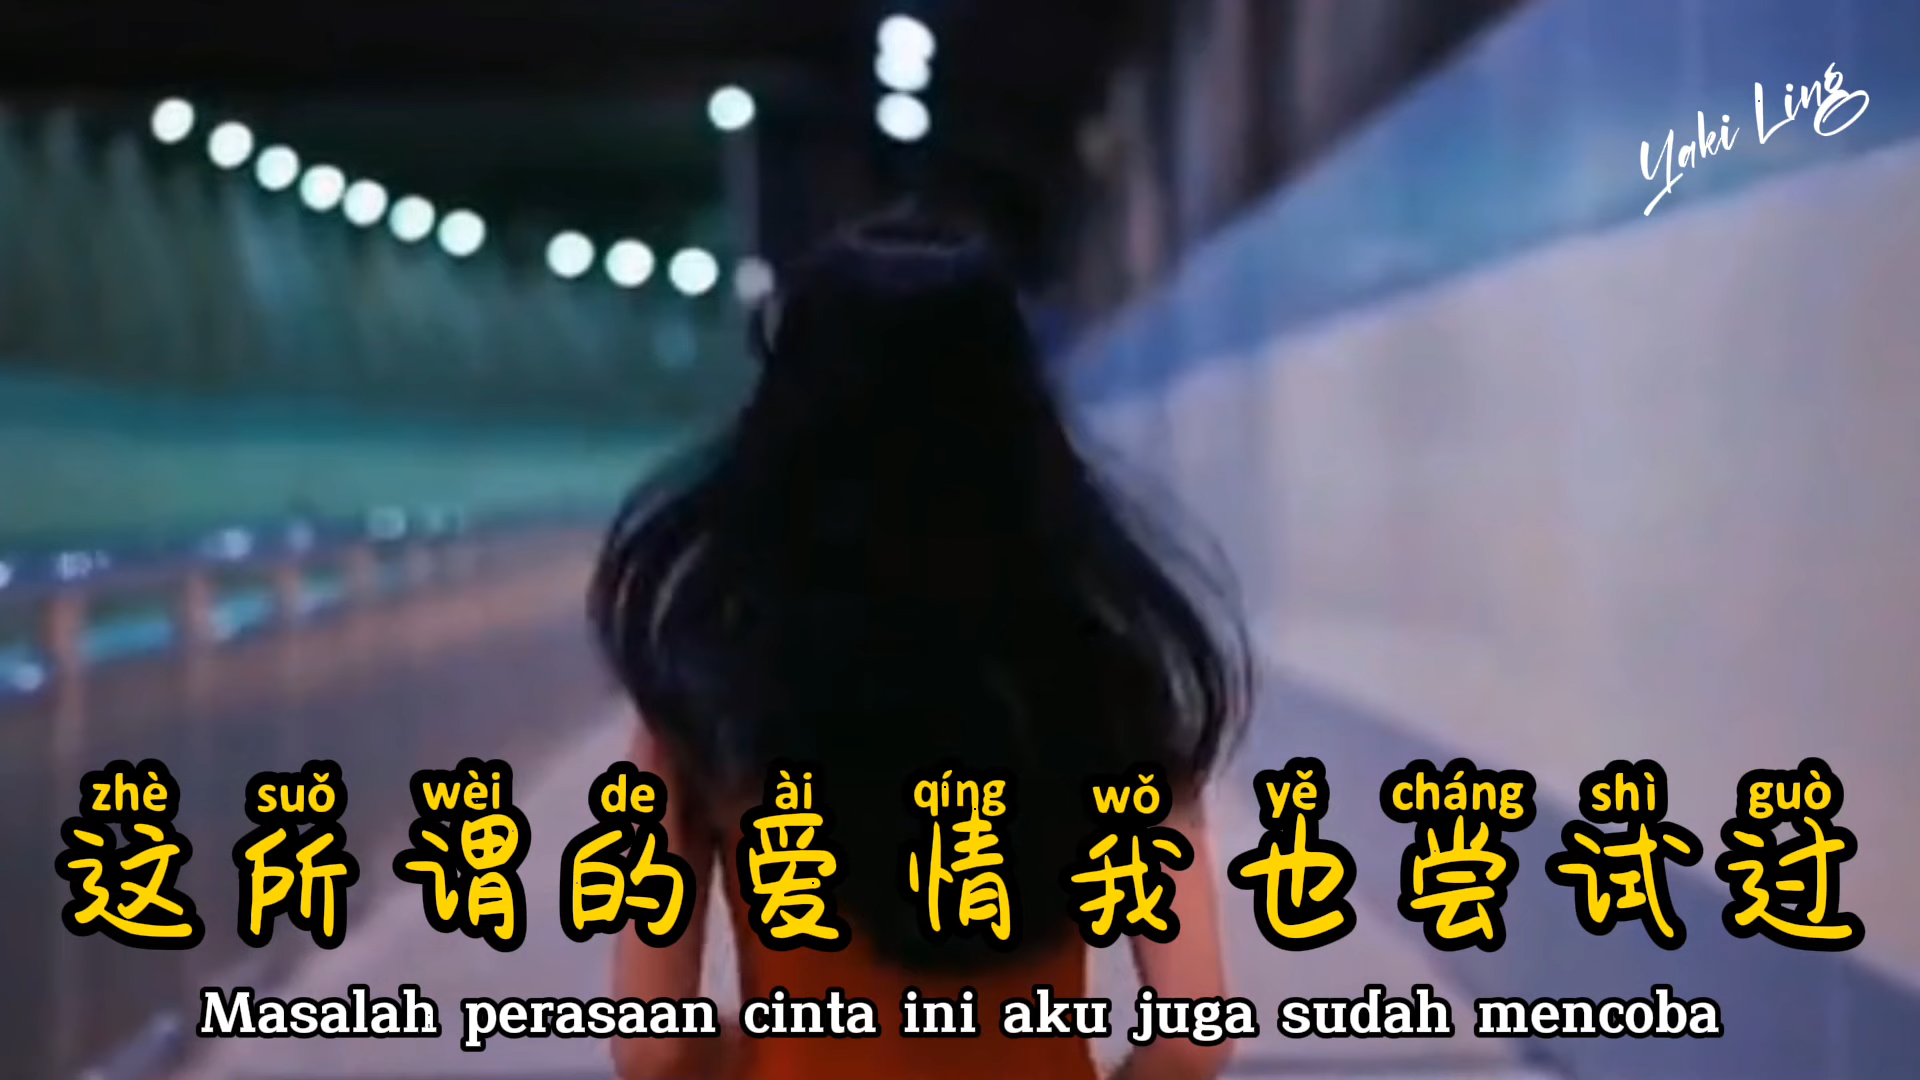 Yaki Ling
zhè suǒ wèi de ài qíng wǒ yě cháng shì guò
这所谓的爱情我也尝试过
Masalah perasaan cinta ini aku juga sudah mencoba